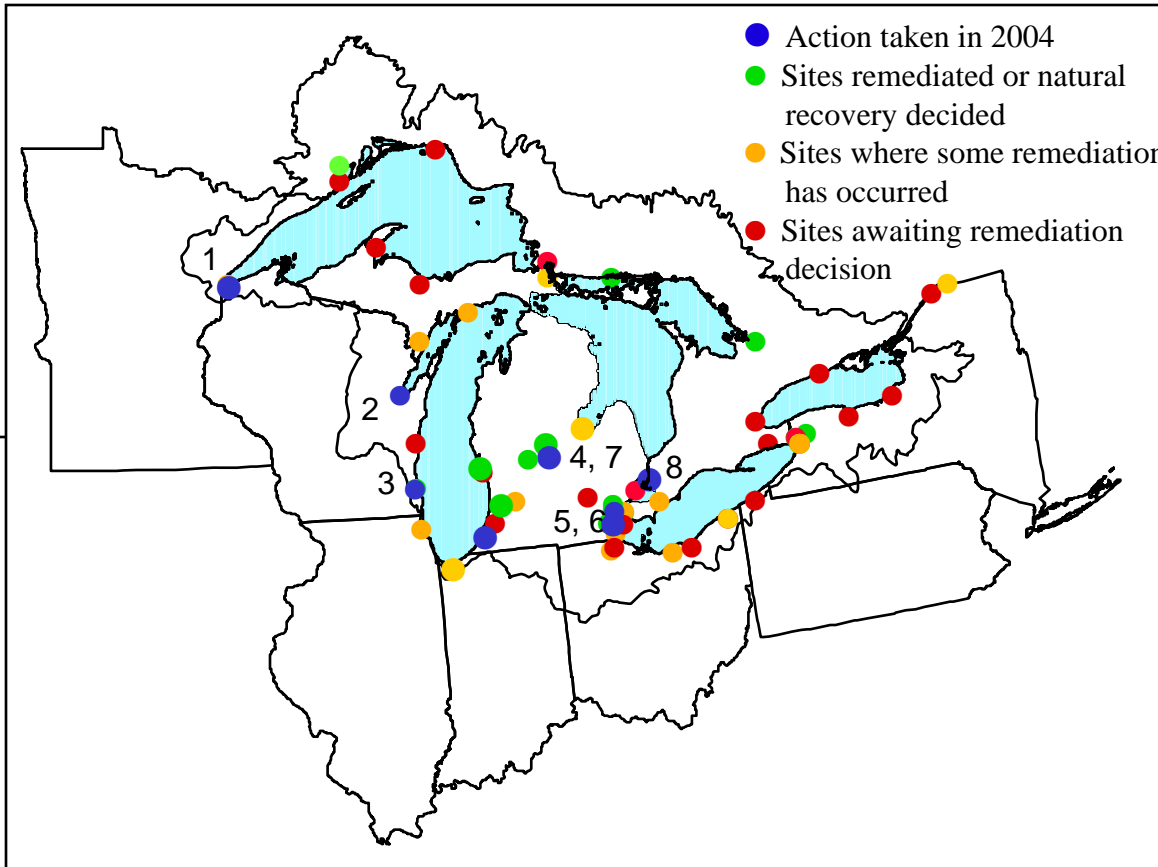 Action taken in 2004
Sites remediated or natural
recovery decided
Sites where some remediation
has occurred
Sites awaiting remediation
decision
1
2
3
4, 7
8
5, 6